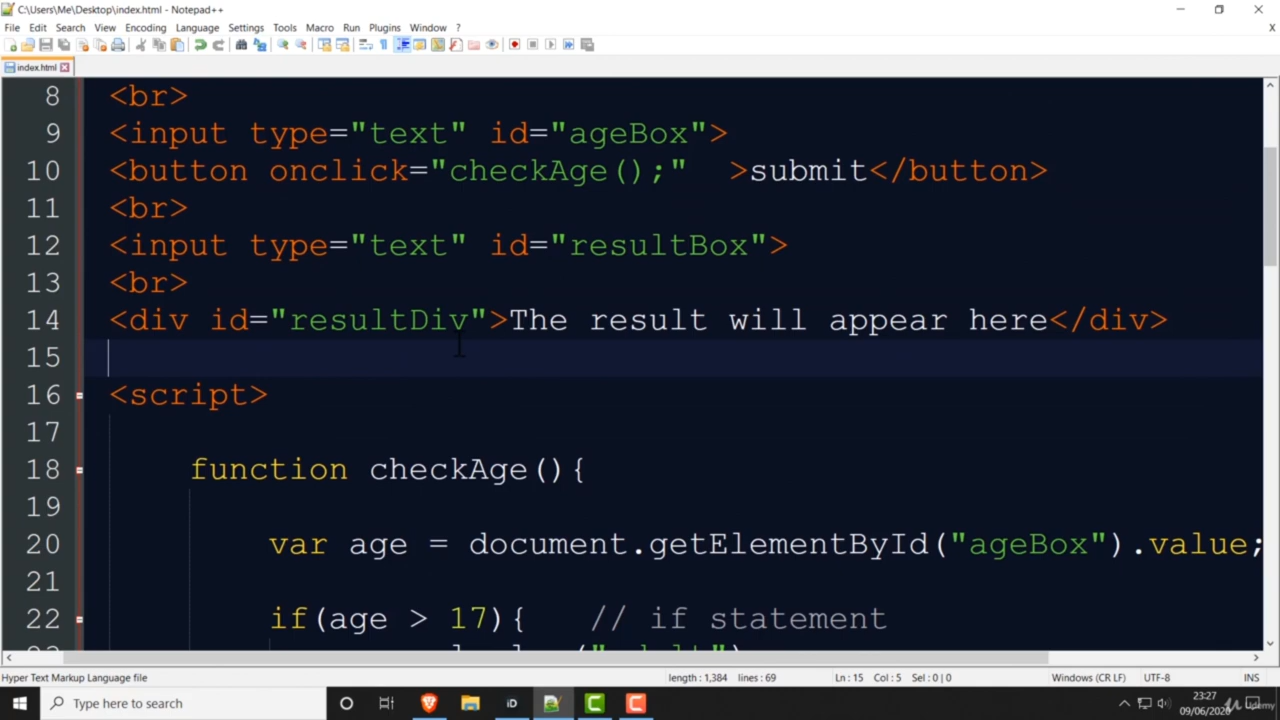 C:\Users\Me\Desktop\index.html - Notepad++
File Edit Search View Encoding Language Settings Tools Macro Run Plugins Window ?
index.html
8 <br>
9 <input type="text" id="ageBox">
10 <button onclick="checkAge();" >submit</button>
11 <br>
12 <input type="text" id="resultBox">
13 <br>
14 <div id="resultDiv">The result will appear here</div>
15
16 <script>
17
18 function checkAge(){
19
20 var age = document.getElementById("ageBox").value;
21
22 if(age > 17){ // if statement
Hyper Text Markup Language file length : 1,384 lines : 69 Ln : 15 Col : 5 Sel : 0 | 0 Windows (CR LF) UTF-8 INS
Type here to search
23:27
09/06/2020
Udemy